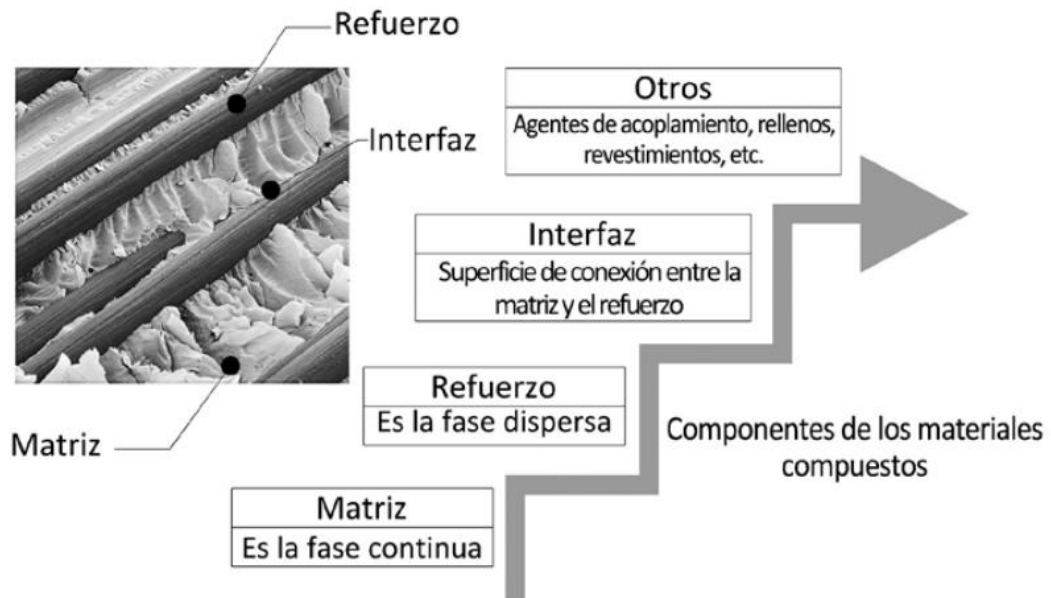 Refuerzo
Interfaz
Matriz
Otros
Agentes de acoplamiento, rellenos,
revestimientos, etc.
Interfaz
Superficie de conexión entre la
matriz y el refuerzo
Refuerzo
Es la fase dispersa
Matriz
Es la fase continua
Componentes de los materiales
compuestos